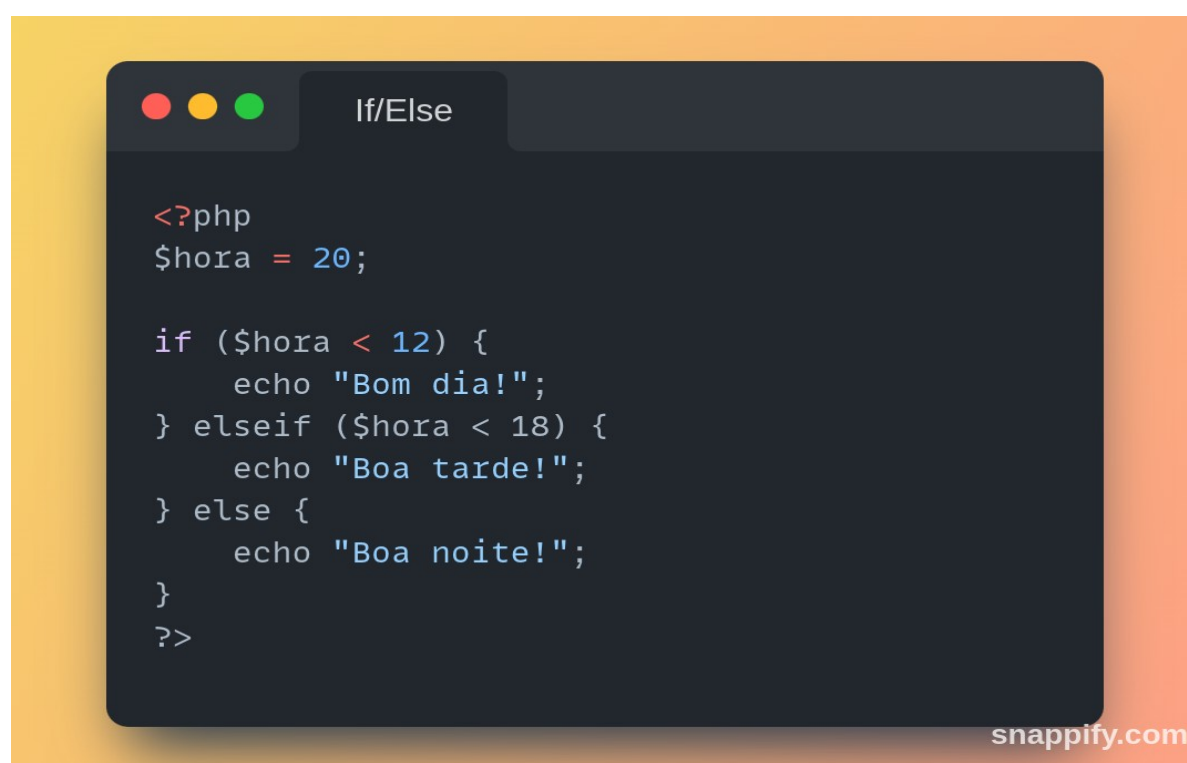 If/Else
<?php
$hora = 20;

if ($hora < 12) {
    echo "Bom dia!";
} elseif ($hora < 18) {
    echo "Boa tarde!";
} else {
    echo "Boa noite!";
}
?>
snappify.com